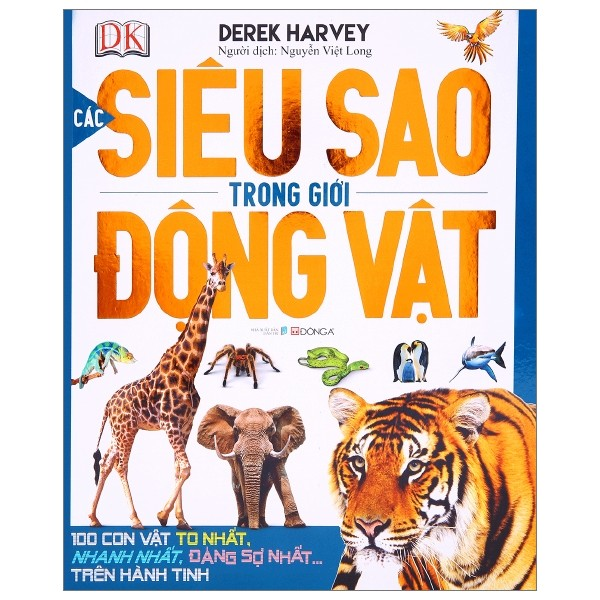 DK
DEREK HARVEY
Người dịch: Nguyễn Việt Long
CÁC
SIÊU SAO
TRONG GIỚI
ĐỘNG VẬT
ĐÔNG A
100 CON VẬT TO NHẤT,
NHANH NHẤT, ĐÁNG SỢ NHẤT...
TRÊN HÀNH TINH